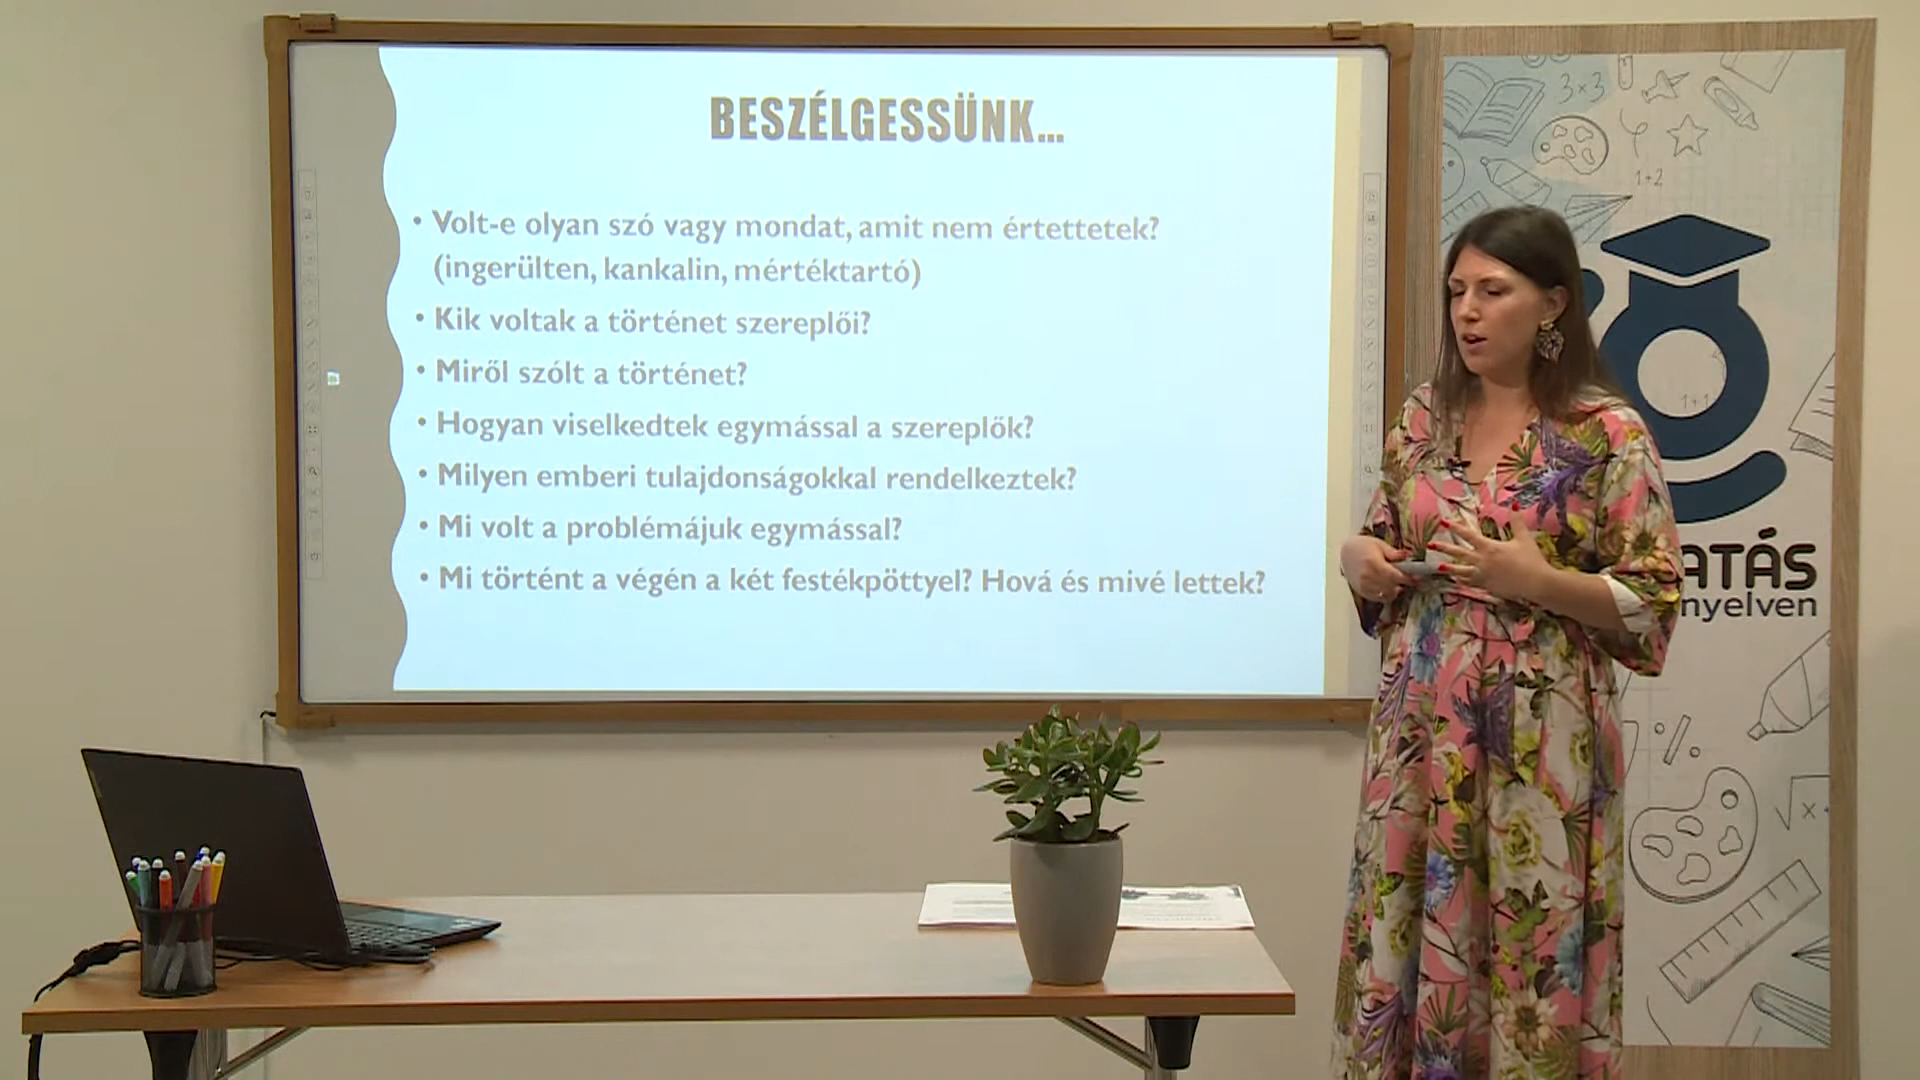 BESZÉLGESSÜNK...
• Volt-e olyan szó vagy mondat, amit nem értettetek?
(ingerülten, kankalin, mértéktartó)
• Kik voltak a történet szereplői?
• Miről szólt a történet?
• Hogyan viselkedtek egymással a szereplők?
• Milyen emberi tulajdonságokkal rendelkeztek?
• Mi volt a problémájuk egymással?
• Mi történt a végén a két festékpöttyel? Hová és mivé lettek?
3×3
1+2
1+1
ATÁS
nyelven
√x